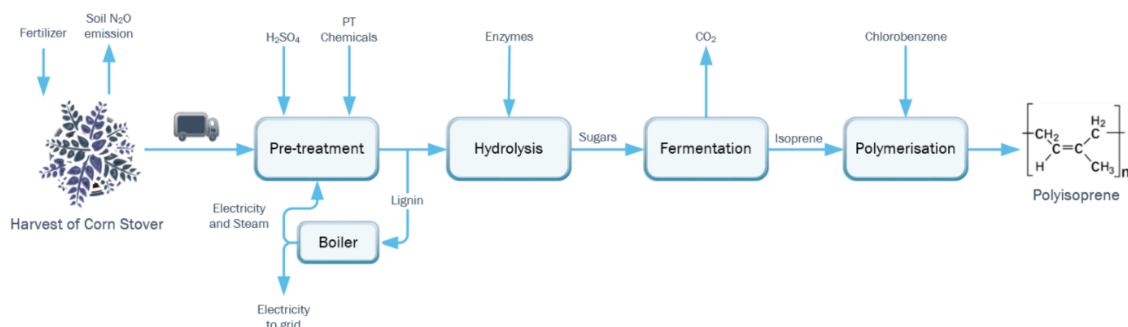 Fertilizer
Soil N₂O
emission
H₂SO₄
PT
Chemicals
Enzymes
CO₂
Chlorobenzene
Pre-treatment
Hydrolysis
Sugars
Fermentation
Isoprene
Polymerisation
CH₂
H₂
C
H
C=C
CH₃
n
Polyisoprene
Harvest of Corn Stover
Electricity
and Steam
Lignin
Boiler
Electricity
to grid